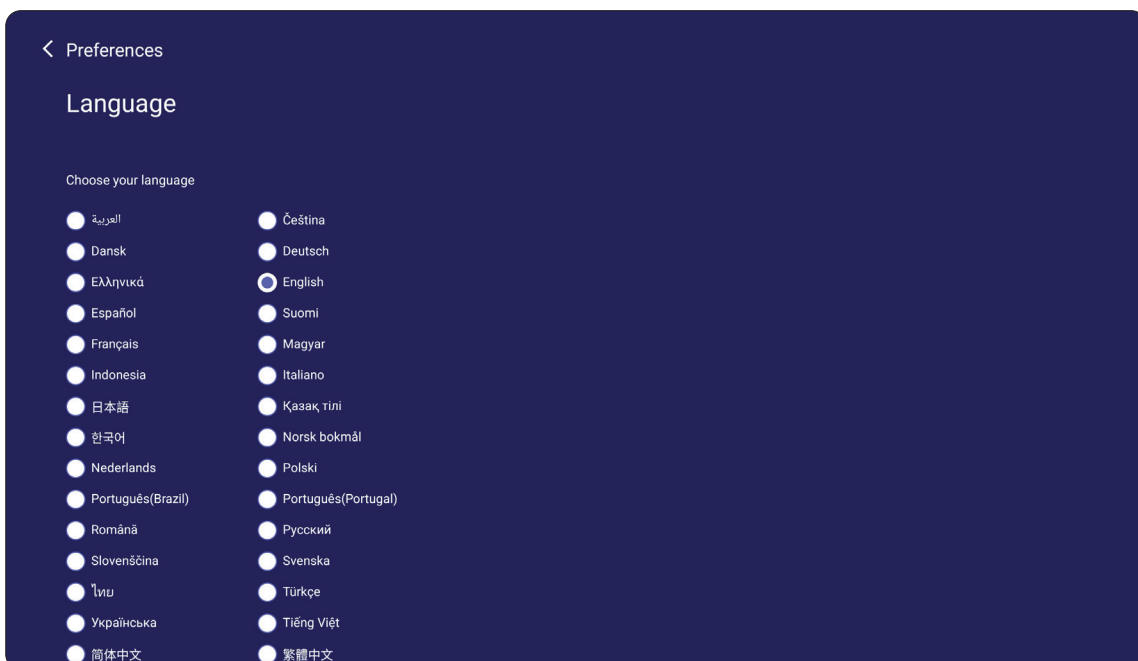 Preferences
Language
Choose your language
العربية
Čeština
Dansk
Deutsch
Ελληνικά
English
Español
Suomi
Français
Magyar
Indonesia
Italiano
日本語
Қазақ тілі
한국어
Norsk bokmål
Nederlands
Polski
Português(Brazil)
Português(Portugal)
Română
Русский
Slovenščina
Svenska
ไทย
Türkçe
Українська
Tiếng Việt
简体中文
繁體中文